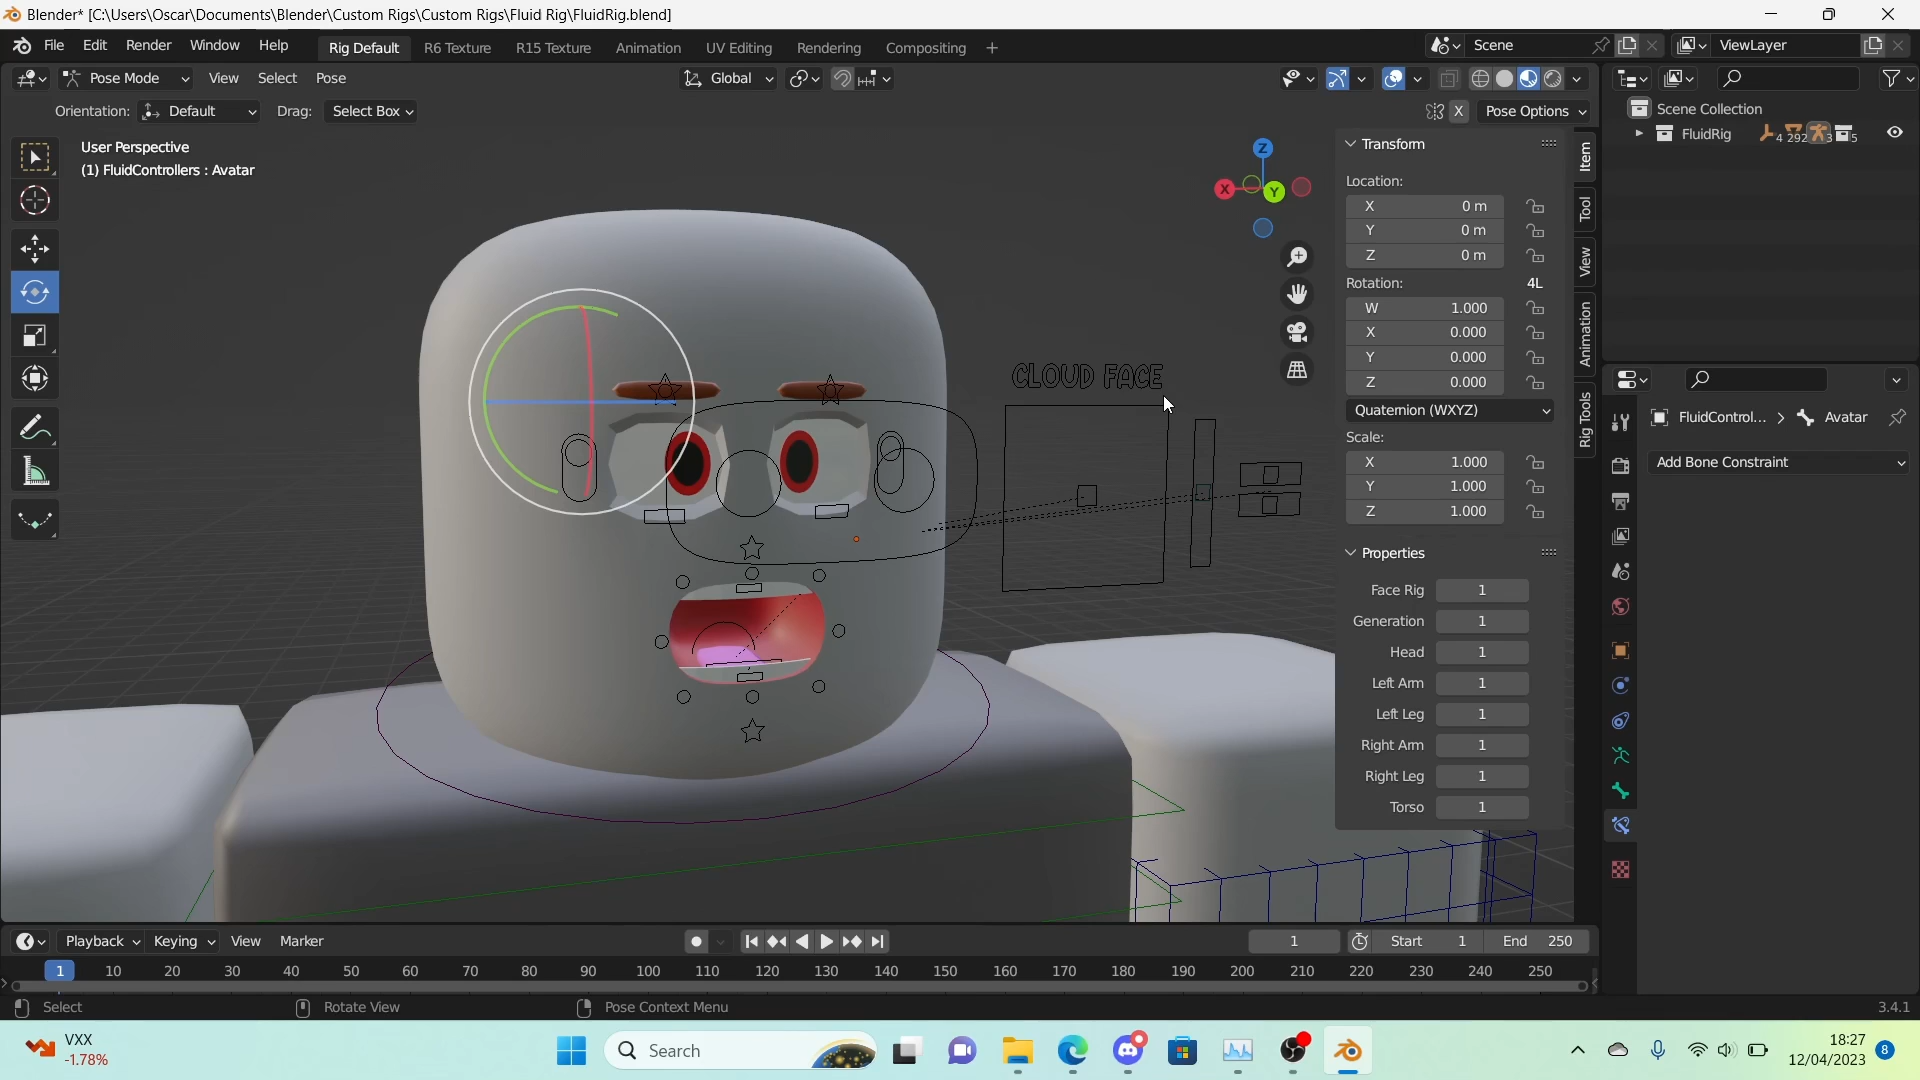 Blender* [C:\Users\Oscar\Documents\Blender\Custom Rigs\Custom Rigs\Fluid Rig\FluidRig.blend]
File Edit Render Window Help Rig Default R6 Texture R15 Texture Animation UV Editing Rendering Compositing + Scene ViewLayer
Pose Mode View Select Pose Global
Orientation: Default Drag: Select Box X Pose Options
Scene Collection
FluidRig 4 292 3 5
User Perspective
(1) FluidControllers : Avatar
Z
X
Y
CLOUD FACE
Transform
Location:
X 0 m
Y 0 m
Z 0 m
Rotation: 4L
W 1.000
X 0.000
Y 0.000
Z 0.000
Quaternion (WXYZ)
Scale:
X 1.000
Y 1.000
Z 1.000
Properties
Face Rig 1
Generation 1
Head 1
Left Arm 1
Left Leg 1
Right Arm 1
Right Leg 1
Torso 1
Item
Tool
View
Animation
Rig Tools
FluidControl... Avatar
Add Bone Constraint
Playback Keying View Marker 1 Start 1 End 250
1 10 20 30 40 50 60 70 80 90 100 110 120 130 140 150 160 170 180 190 200 210 220 230 240 250
Select Rotate View Pose Context Menu 3.4.1
VXX
-1.78%
Search
18:27
12/04/2023
8